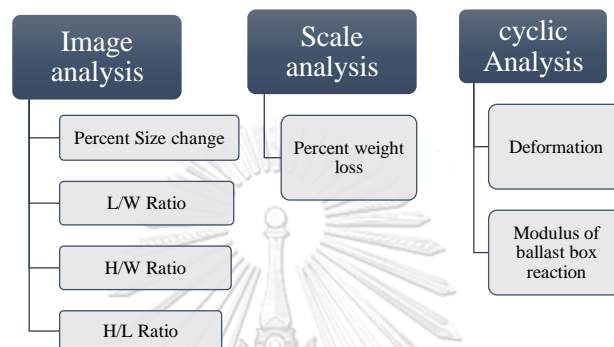 Image
analysis
Percent Size change
L/W Ratio
H/W Ratio
H/L Ratio
Scale
analysis
Percent weight
loss
cyclic
Analysis
Deformation
Modulus of
ballast box
reaction